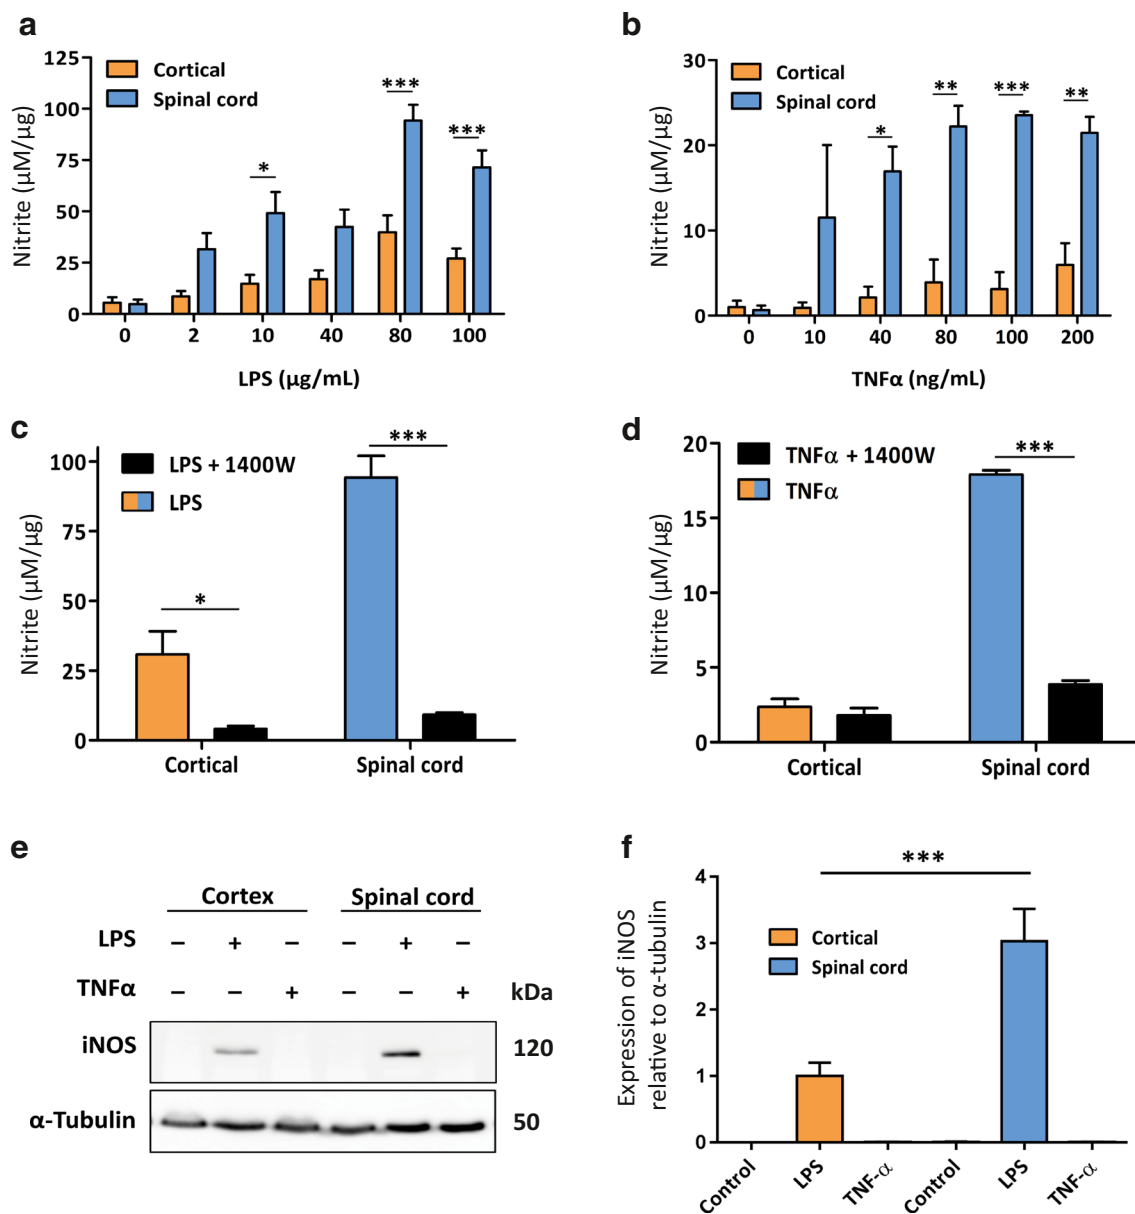 a
125
100
75
50
25
0
Nitrite (µM/µg)
Cortical
Spinal cord
*
***
***
0 2 10 40 80 100
LPS (µg/mL)
b
30
20
10
0
Nitrite (µM/µg)
Cortical
Spinal cord
*
**
***
**
0 10 40 80 100 200
TNFα (ng/mL)
c
100
75
50
25
0
Nitrite (µM/µg)
LPS + 1400W
LPS
*
***
Cortical Spinal cord
d
20
15
10
5
0
Nitrite (µM/µg)
TNFα + 1400W
TNFα
***
Cortical Spinal cord
e
Cortex Spinal cord
LPS – + – – + –
TNFα – – + – – + kDa
iNOS 120
α-Tubulin 50
f
4
3
2
1
0
Expression of iNOS
relative to α-tubulin
***
Cortical
Spinal cord
Control LPS TNF-α Control LPS TNF-α